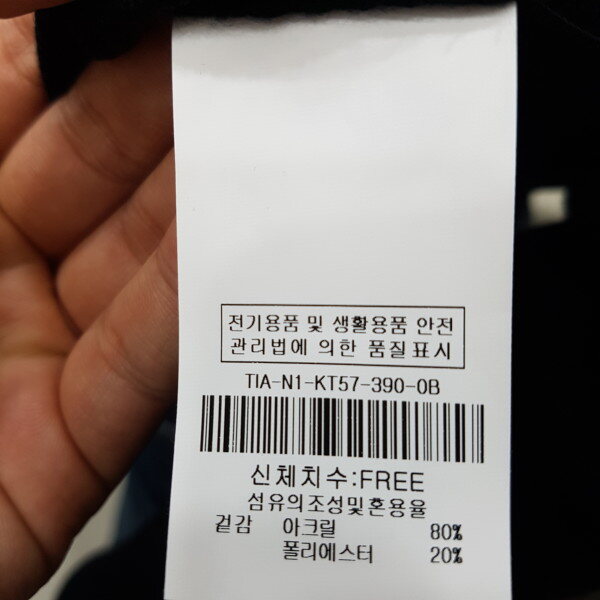 전기용품 및 생활용품 안전
관리법에 의한 품질표시
TIA-N1-KT57-390-0B
신체치수:FREE
섬유의조성및혼용율
겉감 아크릴 80%
폴리에스터 20%